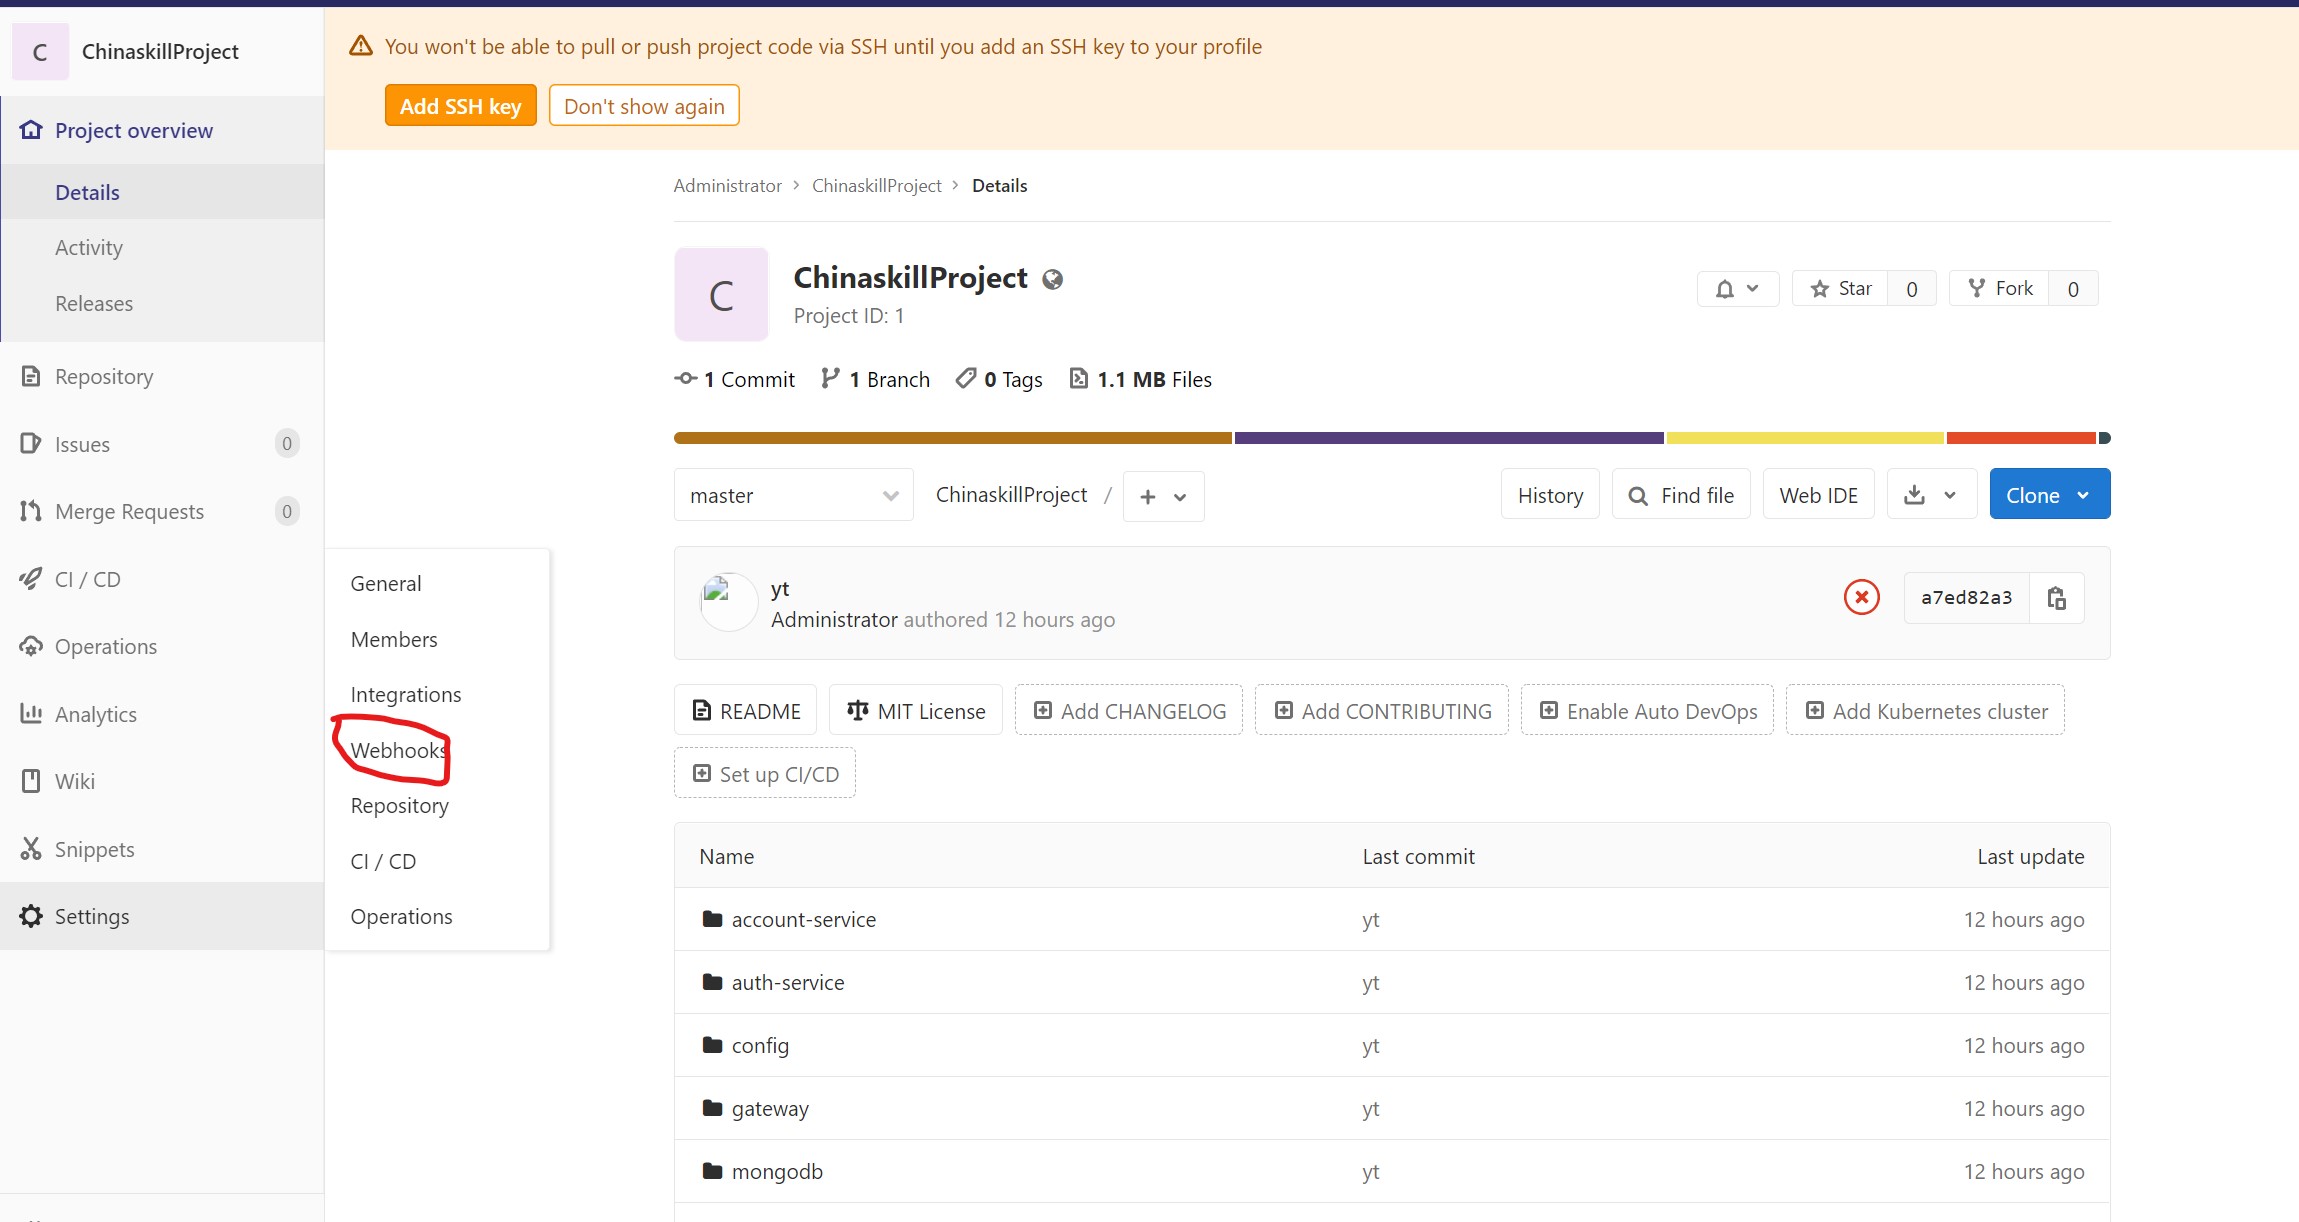 C ChinaskillProject
Project overview
Details
Activity
Releases
Repository
Issues 0
Merge Requests 0
CI / CD
Operations
Analytics
Wiki
Snippets
Settings
General
Members
Integrations
Webhooks
Repository
CI / CD
Operations
You won't be able to pull or push project code via SSH until you add an SSH key to your profile
Add SSH key Don't show again
Administrator > ChinaskillProject > Details
C
ChinaskillProject
Project ID: 1
Star 0 Fork 0
1 Commit 1 Branch 0 Tags 1.1 MB Files
master ChinaskillProject / + History Find file Web IDE Clone
yt
Administrator authored 12 hours ago
a7ed82a3
README MIT License Add CHANGELOG Add CONTRIBUTING Enable Auto DevOps Add Kubernetes cluster
Set up CI/CD
Name Last commit Last update
account-service yt 12 hours ago
auth-service yt 12 hours ago
config yt 12 hours ago
gateway yt 12 hours ago
mongodb yt 12 hours ago